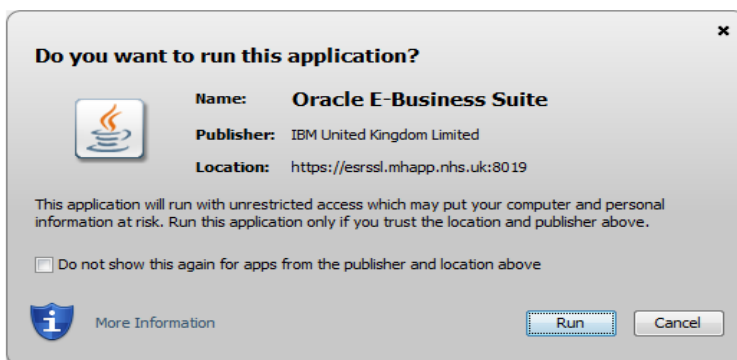 Do you want to run this application?
Name: Oracle E-Business Suite
Publisher: IBM United Kingdom Limited
Location: https://esrssl.mhapp.nhs.uk:8019
This application will run with unrestricted access which may put your computer and personal
information at risk. Run this application only if you trust the location and publisher above.
Do not show this again for apps from the publisher and location above
More Information
Run
Cancel